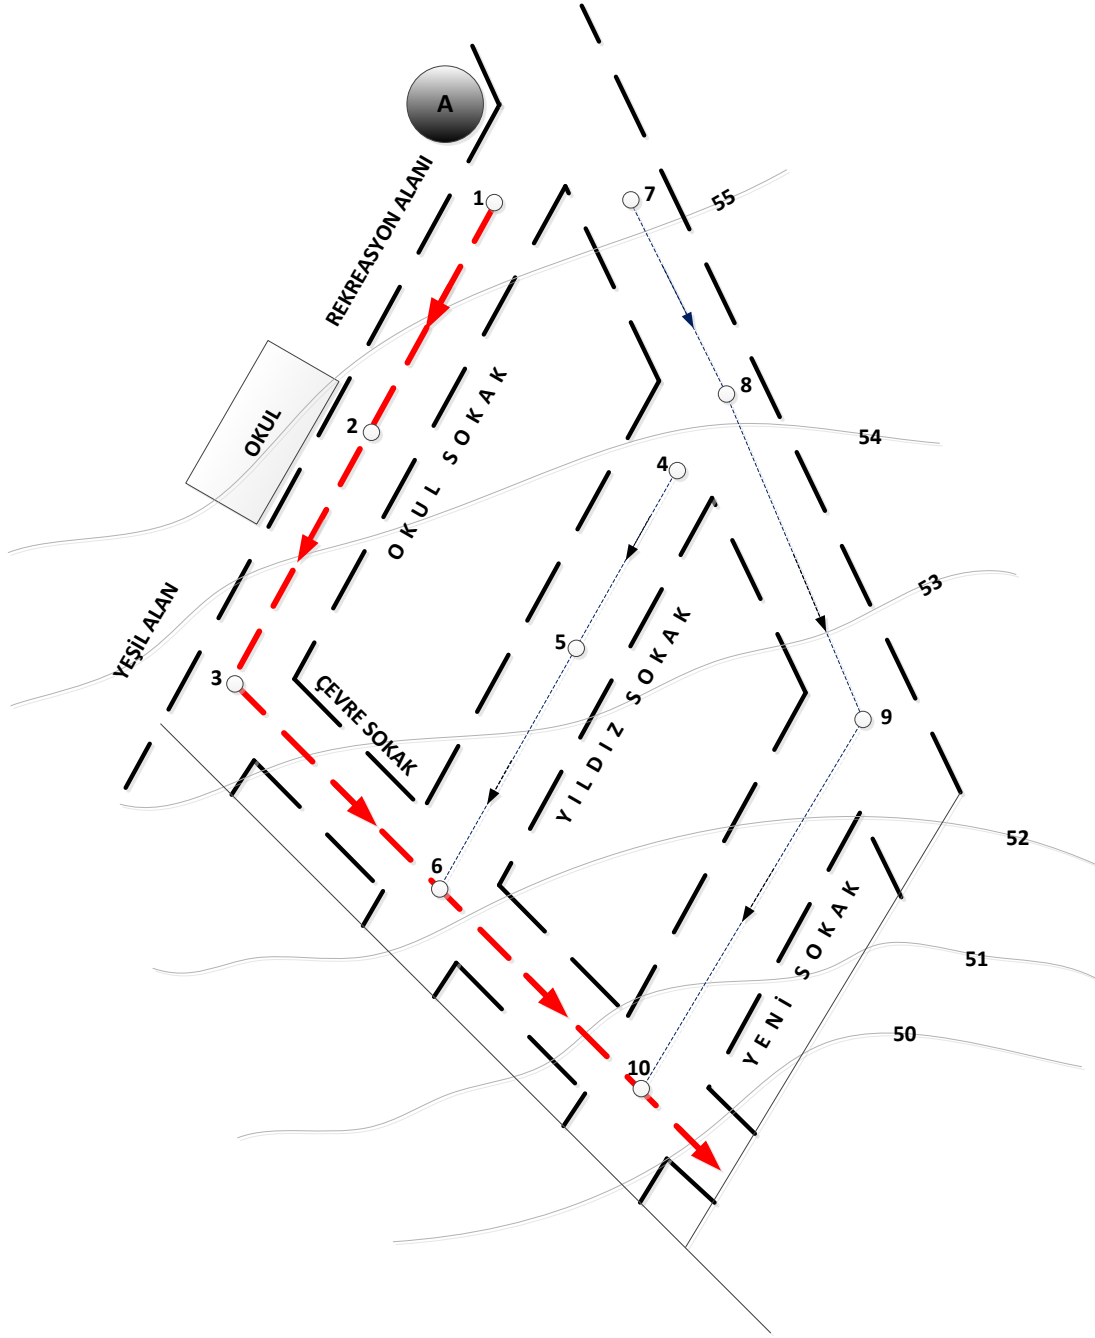 A
1
7
55
REKREASYON ALANI
8
OKUL
2
OKUL SOKAK
54
4
53
YEŞİL ALAN
5
3
ÇEVRE SOKAK
YILDIZ SOKAK
9
52
6
YENİ SOKAK
51
50
10